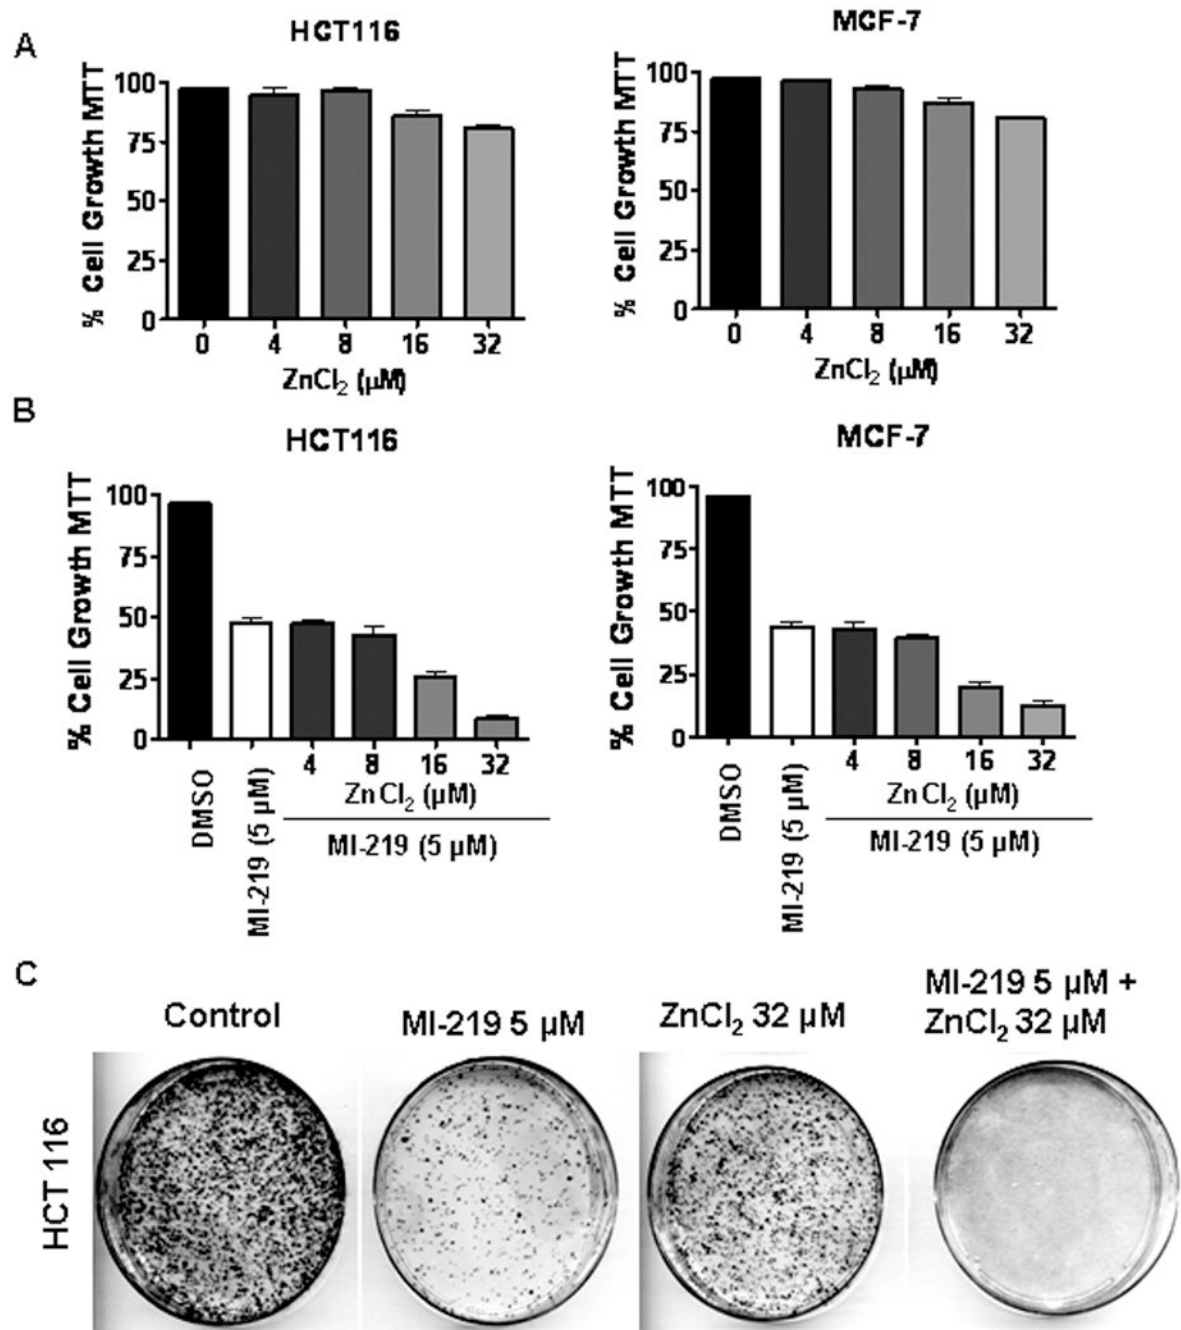 A
HCT116
MCF-7
% Cell Growth MTT
100
75
50
25
0
0 4 8 16 32
ZnCl₂ (µM)
% Cell Growth MTT
100
75
50
25
0
0 4 8 16 32
ZnCl₂ (µM)
B
HCT116
MCF-7
% Cell Growth MTT
100
75
50
25
0
DMSO
MI-219 (5 µM)
4 8 16 32
Zn Cl₂ (µM)
MI-219 (5 µM)
% Cell Growth MTT
100
75
50
25
0
DMSO
MI-219 (5 µM)
4 8 16 32
Zn Cl₂ (µM)
MI-219 (5 µM)
C
Control
MI-219 5 µM
ZnCl₂ 32 µM
MI-219 5 µM +
ZnCl₂ 32 µM
HCT 116